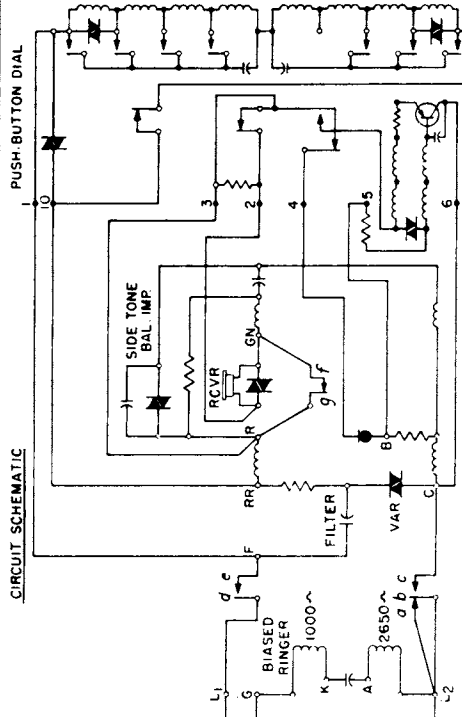 CIRCUIT SCHEMATIC
PUSH-BUTTON DIAL
1
10
3
2
4
5
6
SIDE TONE
BAL. IMP.
GN
RCVR
f
g
R
B
RR
FILTER
VAR
C
F
d e
a b c
BIASED
RINGER
1000~
2650~
L1
G
K
A
L2